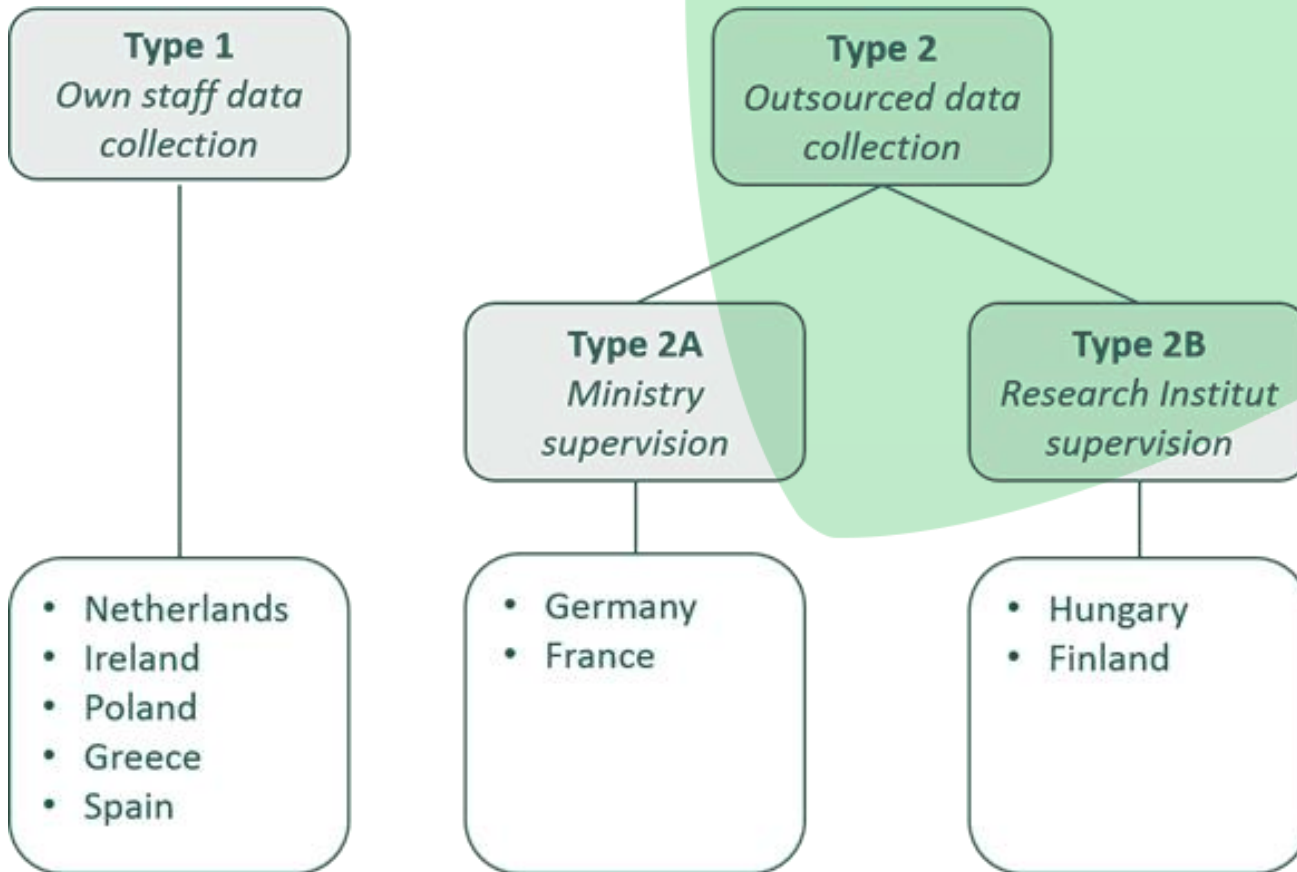 Type 1
Own staff data
collection
Type 2
Outsourced data
collection
Type 2A
Ministry
supervision
Type 2B
Research Institut
supervision
• Netherlands
• Ireland
• Poland
• Greece
• Spain
• Germany
• France
• Hungary
• Finland